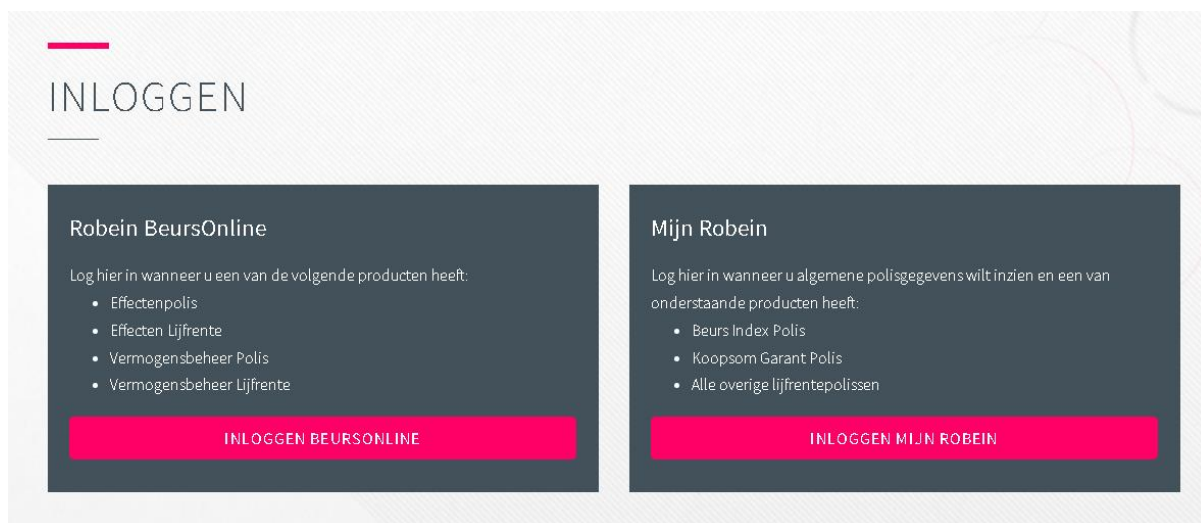 INLOGGEN
Robein BeursOnline
Log hier in wanneer u een van de volgende producten heeft:
• Effectenpolis
• Effecten Lijfrente
• Vermogensbeheer Polis
• Vermogensbeheer Lijfrente
INLOGGEN BEURSONLINE
Mijn Robein
Log hier in wanneer u algemene polisgegevens wilt inzien en een van
onderstaande producten heeft:
• Beurs Index Polis
• Koopsom Garant Polis
• Alle overige lijfrentepolissen
INLOGGEN MIJN ROBEIN